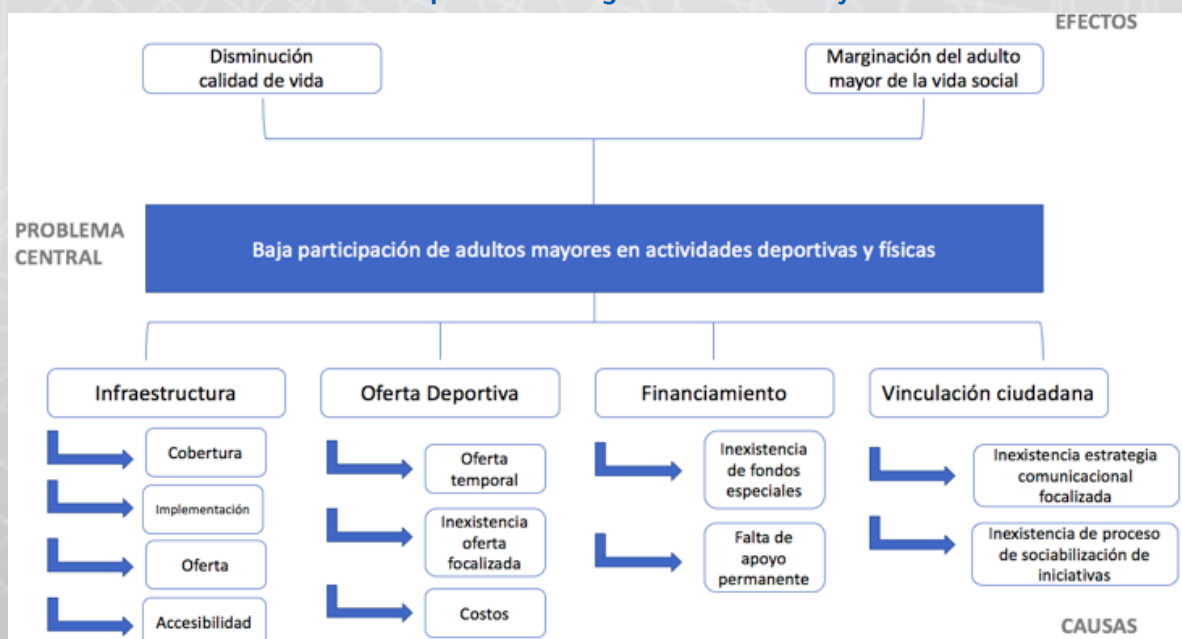 EFECTOS
Disminución
calidad de vida
Marginación del adulto
mayor de la vida social
PROBLEMA
CENTRAL
Baja participación de adultos mayores en actividades deportivas y físicas
Infraestructura
Cobertura
Implementación
Oferta
Accesibilidad
Oferta Deportiva
Oferta
temporal
Inexistencia
oferta
focalizada
Costos
Financiamiento
Inexistencia
de fondos
especiales
Falta de
apoyo
permanente
Vinculación ciudadana
Inexistencia estrategia
comunicacional
focalizada
Inexistencia de proceso
de sociabilización de
iniciativas
CAUSAS